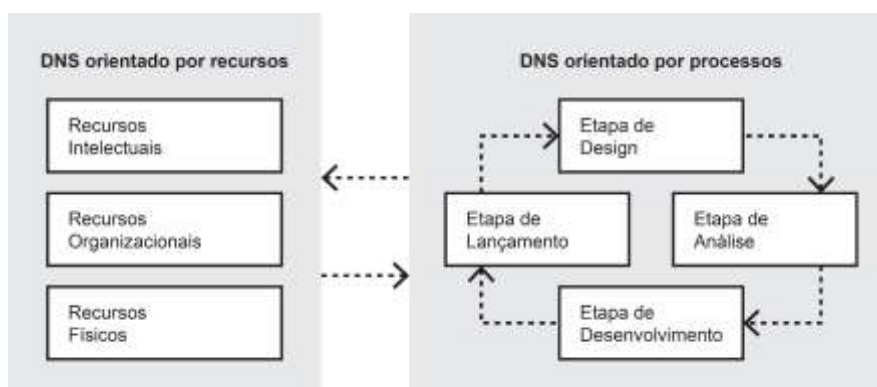 DNS orientado por recursos
Recursos
Intelectuais
Recursos
Organizacionais
Recursos
Físicos
DNS orientado por processos
Etapa de
Design
Etapa de
Lançamento
Etapa de
Análise
Etapa de
Desenvolvimento